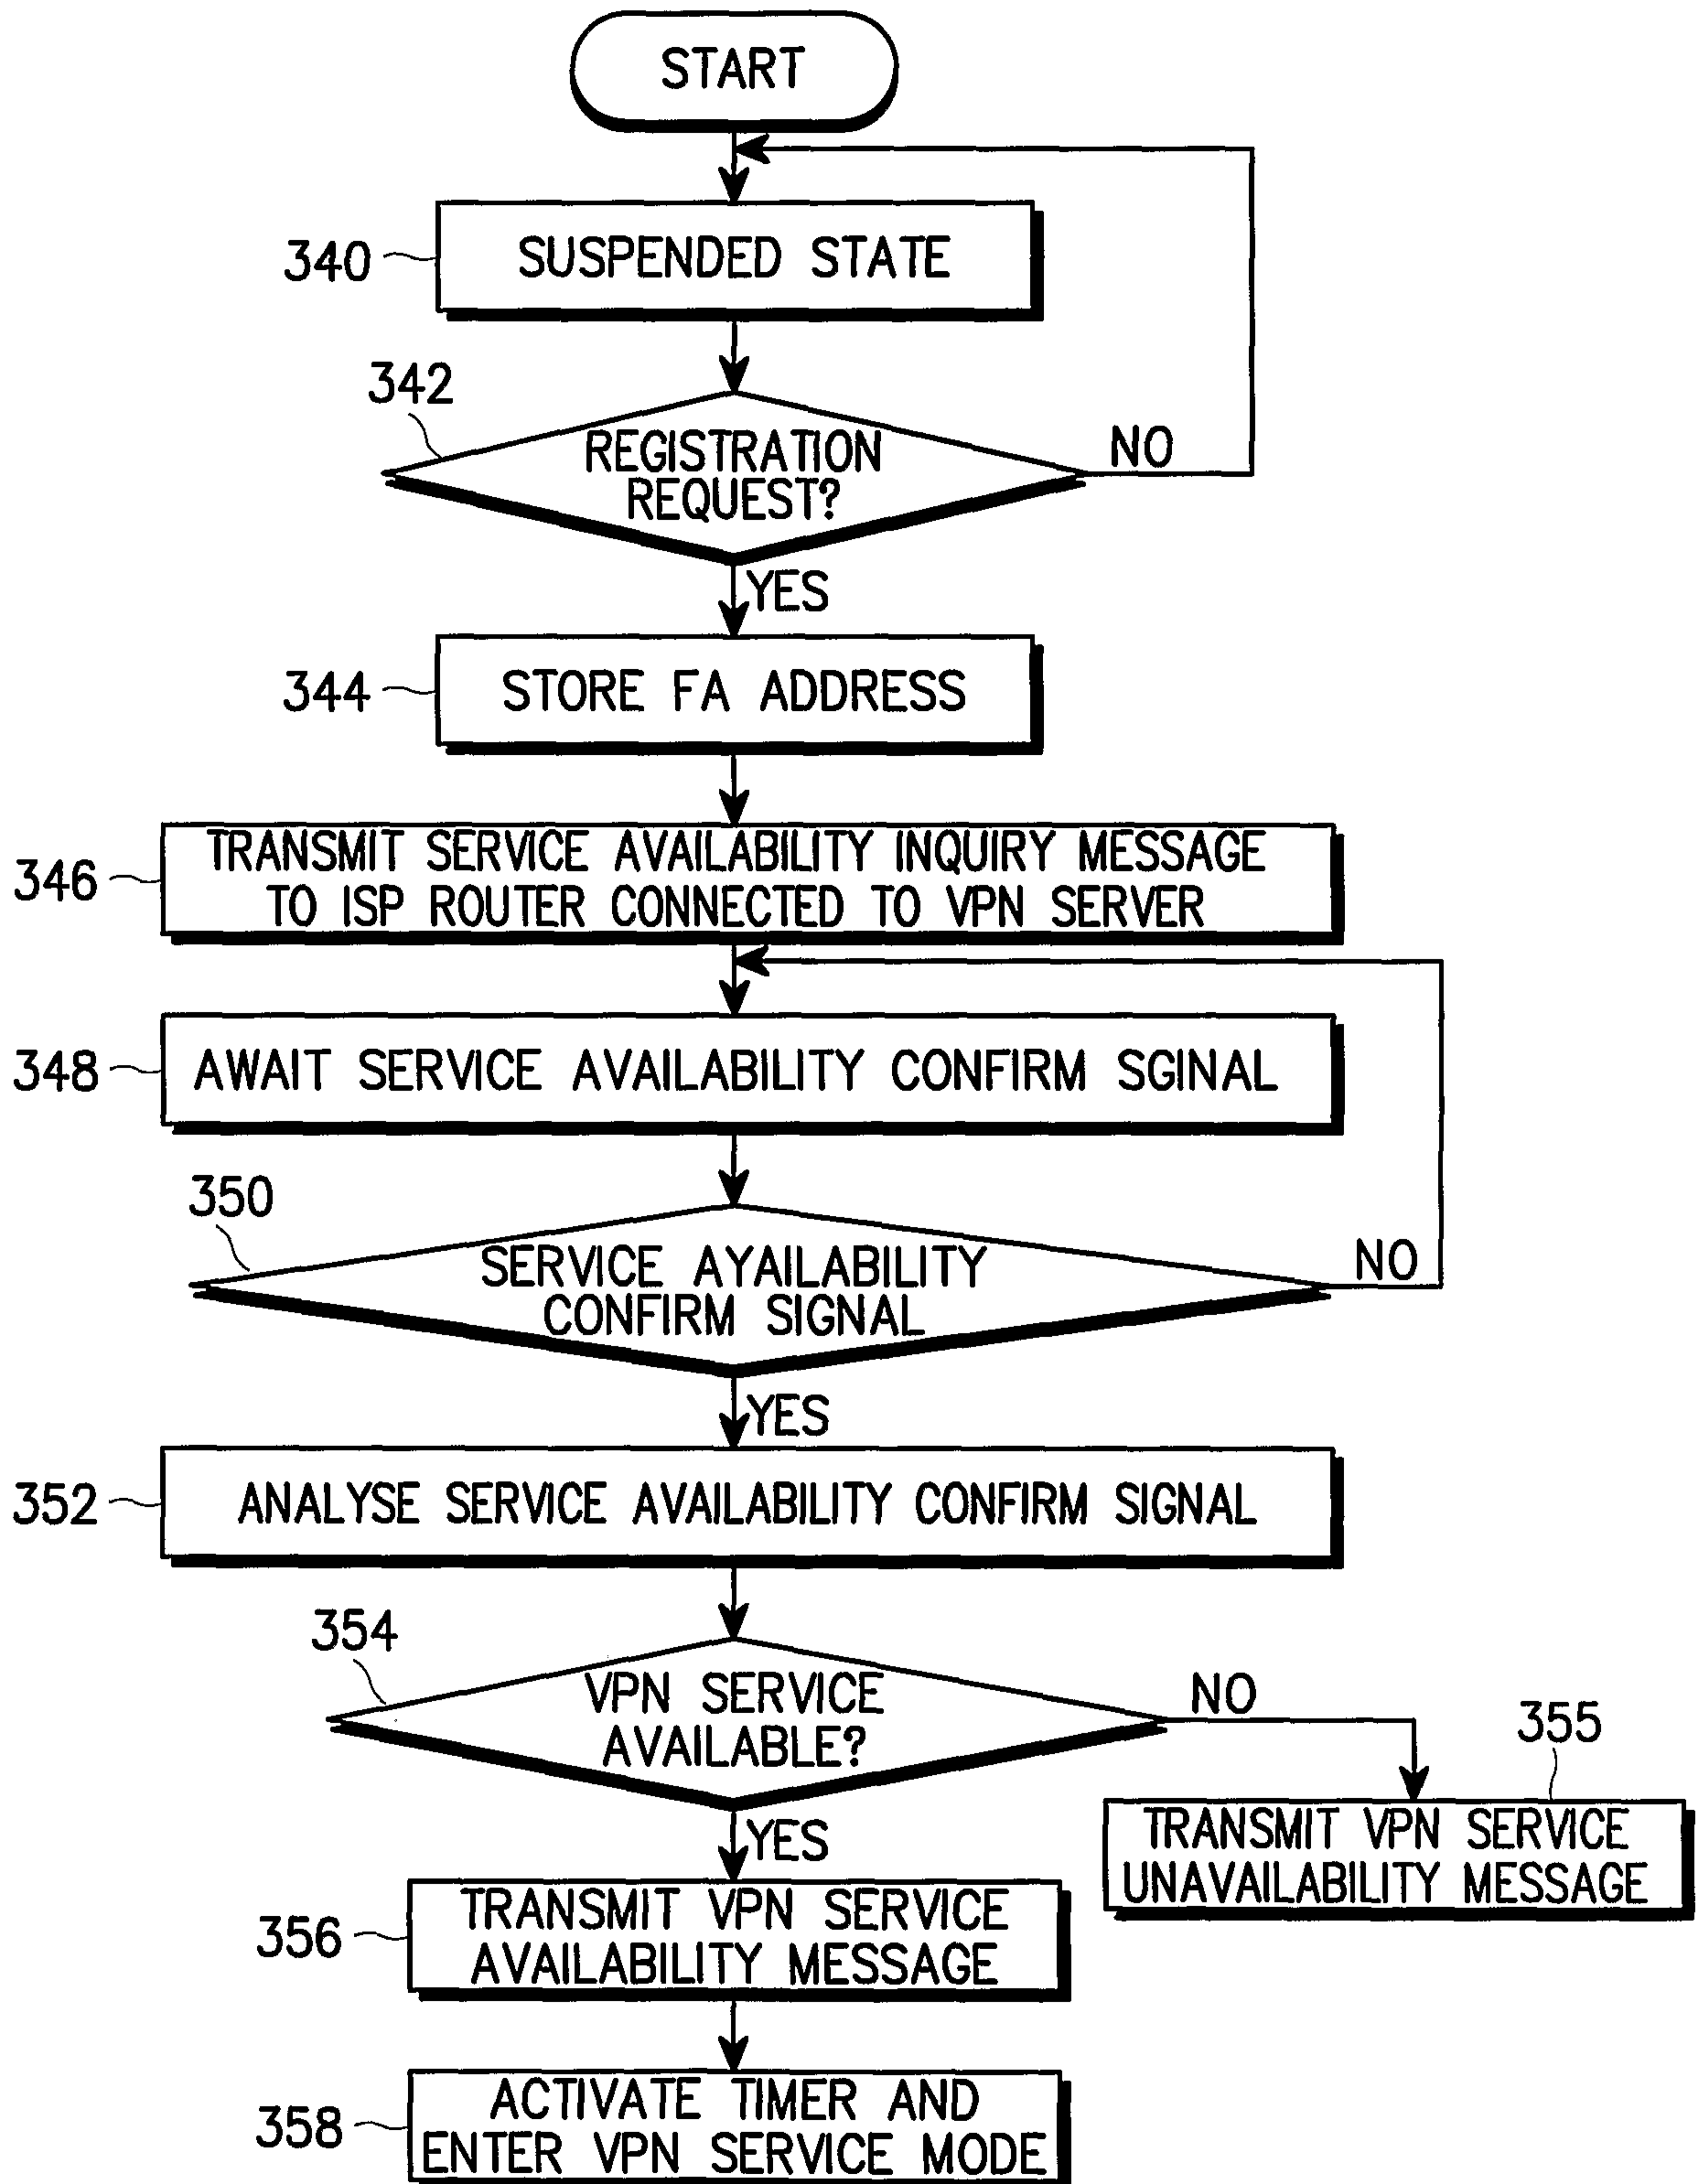 START
340
SUSPENDED STATE
342
REGISTRATION
REQUEST?
NO
YES
344
STORE FA ADDRESS
346
TRANSMIT SERVICE AVAILABILITY INQUIRY MESSAGE
TO ISP ROUTER CONNECTED TO VPN SERVER
348
AWAIT SERVICE AVAILABILITY CONFIRM SGINAL
350
SERVICE AYAILABILITY
CONFIRM SIGNAL
NO
YES
352
ANALYSE SERVICE AVAILABILITY CONFIRM SIGNAL
354
VPN SERVICE
AVAILABLE?
NO
355
TRANSMIT VPN SERVICE
UNAVAILABILITY MESSAGE
YES
356
TRANSMIT VPN SERVICE
AVAILABILITY MESSAGE
358
ACTIVATE TIMER AND
ENTER VPN SERVICE MODE